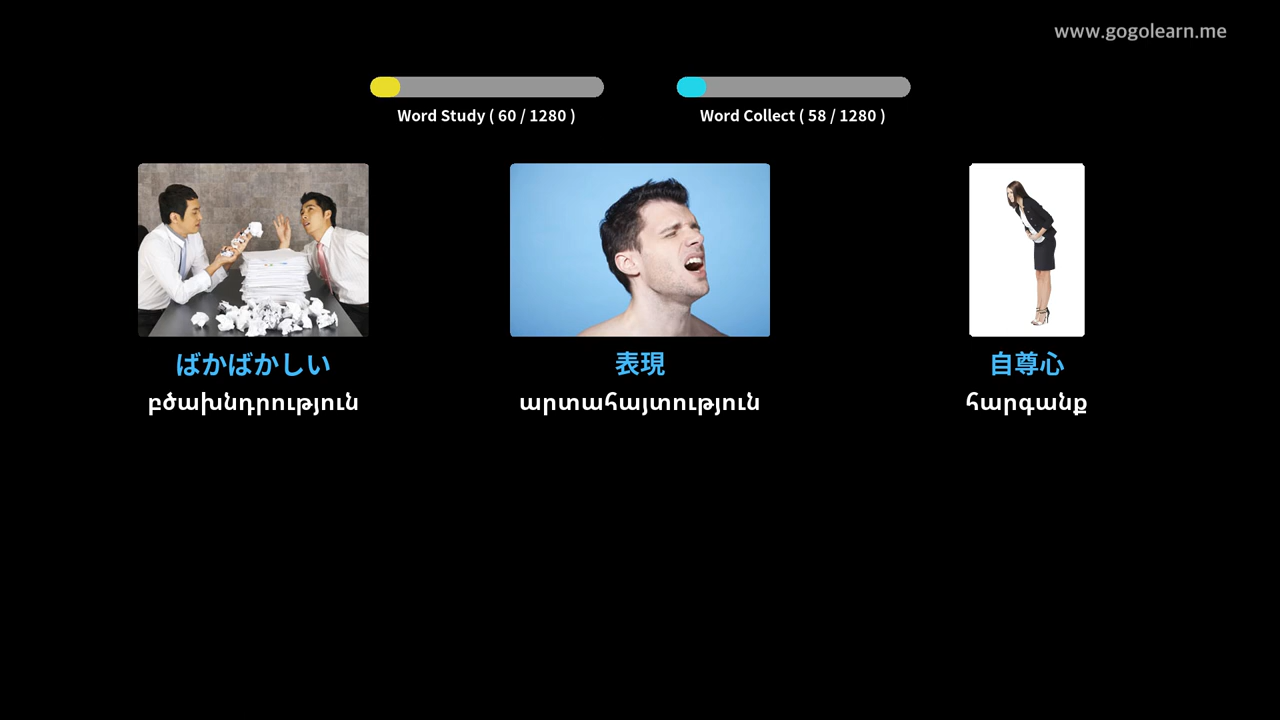 www.gogolearn.me
Word Study ( 60 / 1280 )
Word Collect ( 58 / 1280 )
ばかばかしい
բծախնդրություն
表現
արտահայտություն
自尊心
հարգանք